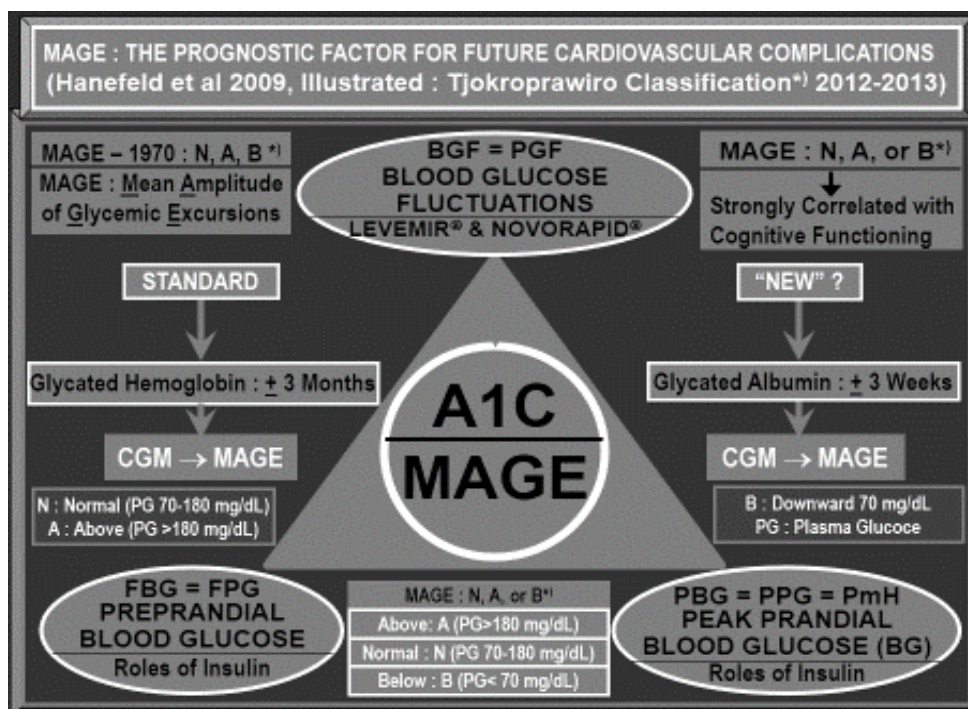 MAGE : THE PROGNOSTIC FACTOR FOR FUTURE CARDIOVASCULAR COMPLICATIONS
(Hanefeld et al 2009, Illustrated : Tjokroprawiro Classification*) 2012-2013)
MAGE – 1970 : N, A, B *)
MAGE : Mean Amplitude
of Glycemic Excursions
BGF = PGF
BLOOD GLUCOSE
FLUCTUATIONS
LEVEMIR® & NOVORAPID®
MAGE : N, A, or B*)
Strongly Correlated with
Cognitive Functioning
STANDARD
"NEW" ?
Glycated Hemoglobin : ± 3 Months
Glycated Albumin : ± 3 Weeks
A1C
MAGE
CGM → MAGE
CGM → MAGE
N : Normal (PG 70-180 mg/dL)
A : Above (PG >180 mg/dL)
B : Downward 70 mg/dL
PG : Plasma Glucoce
FBG = FPG
PREPRANDIAL
BLOOD GLUCOSE
Roles of Insulin
MAGE : N, A, or B*)
Above: A (PG>180 mg/dL)
Normal : N (PG 70-180 mg/dL)
Below : B (PG< 70 mg/dL)
PBG = PPG = PmH
PEAK PRANDIAL
BLOOD GLUCOSE (BG)
Roles of Insulin